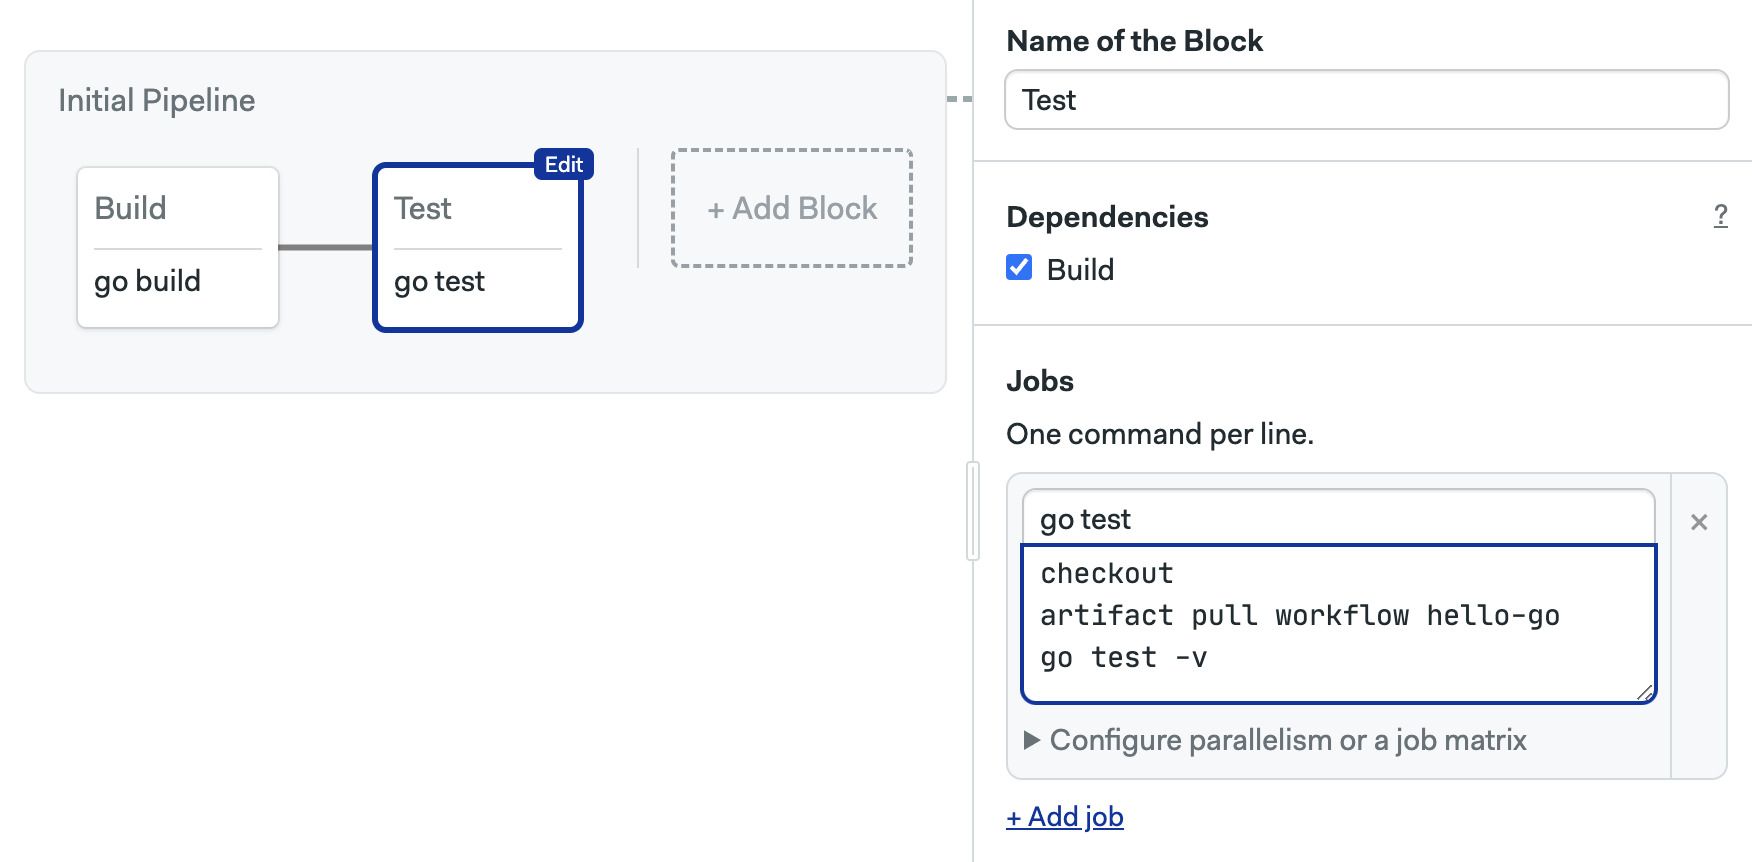 Initial Pipeline
Build
go build
Edit
Test
go test
+ Add Block
Name of the Block
Test
Dependencies
?
Build
Jobs
One command per line.
go test
×
checkout
artifact pull workflow hello-go
go test -v
Configure parallelism or a job matrix
+ Add job